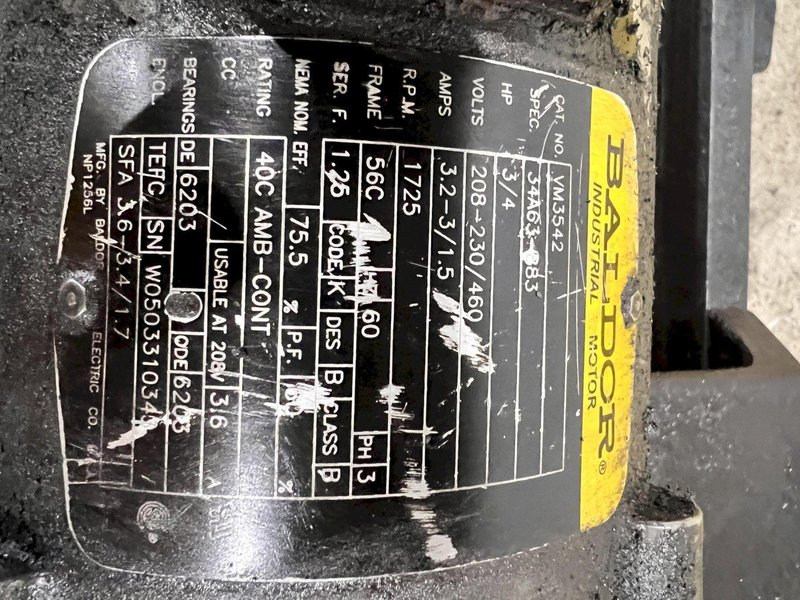 BALDOR®
INDUSTRIAL MOTOR
CAT. NO. VM3542
SPEC.
HP 3/4
VOLTS 208-230/460
AMPS 3.2-3/1.5
R.P.M. 1725
FRAME 56C HZ 60 PH 3
SER. F. 1.25 CODE K DES B CLASS B
NEMA NOM. EFF. 75.5 % P.F. %
RATING 40C AMB-CONT
CC USABLE AT 208V 3.6 A
BEARINGS DE 6203 ODE 6203
ENCL TEFC SN
SFA 3.6-3.4/1.7
MFG. BY BALDOR ELECTRIC CO.
NP1256L